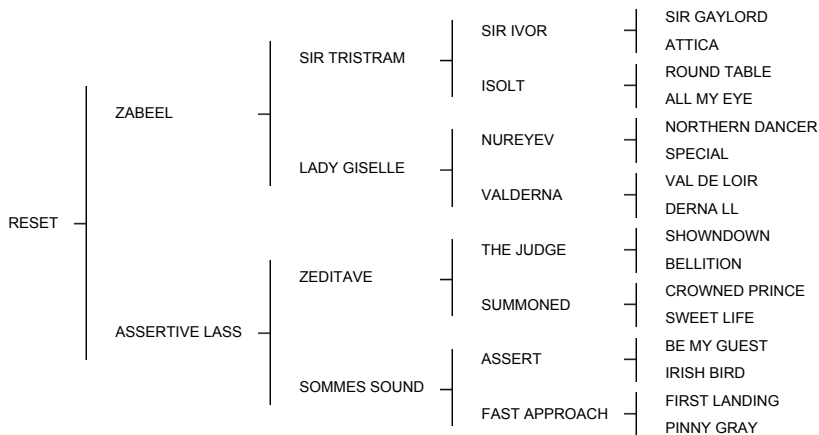 SIR GAYLORD
SIR IVOR
ATTICA
SIR TRISTRAM
ROUND TABLE
ISOLT
ALL MY EYE
ZABEEL
NORTHERN DANCER
NUREYEV
SPECIAL
LADY GISELLE
VAL DE LOIR
VALDERNA
DERNA LL
RESET
SHOWNDOWN
THE JUDGE
BELLITION
ZEDITAVE
CROWNED PRINCE
SUMMONED
SWEET LIFE
ASSERTIVE LASS
BE MY GUEST
ASSERT
IRISH BIRD
SOMMES SOUND
FIRST LANDING
FAST APPROACH
PINNY GRAY